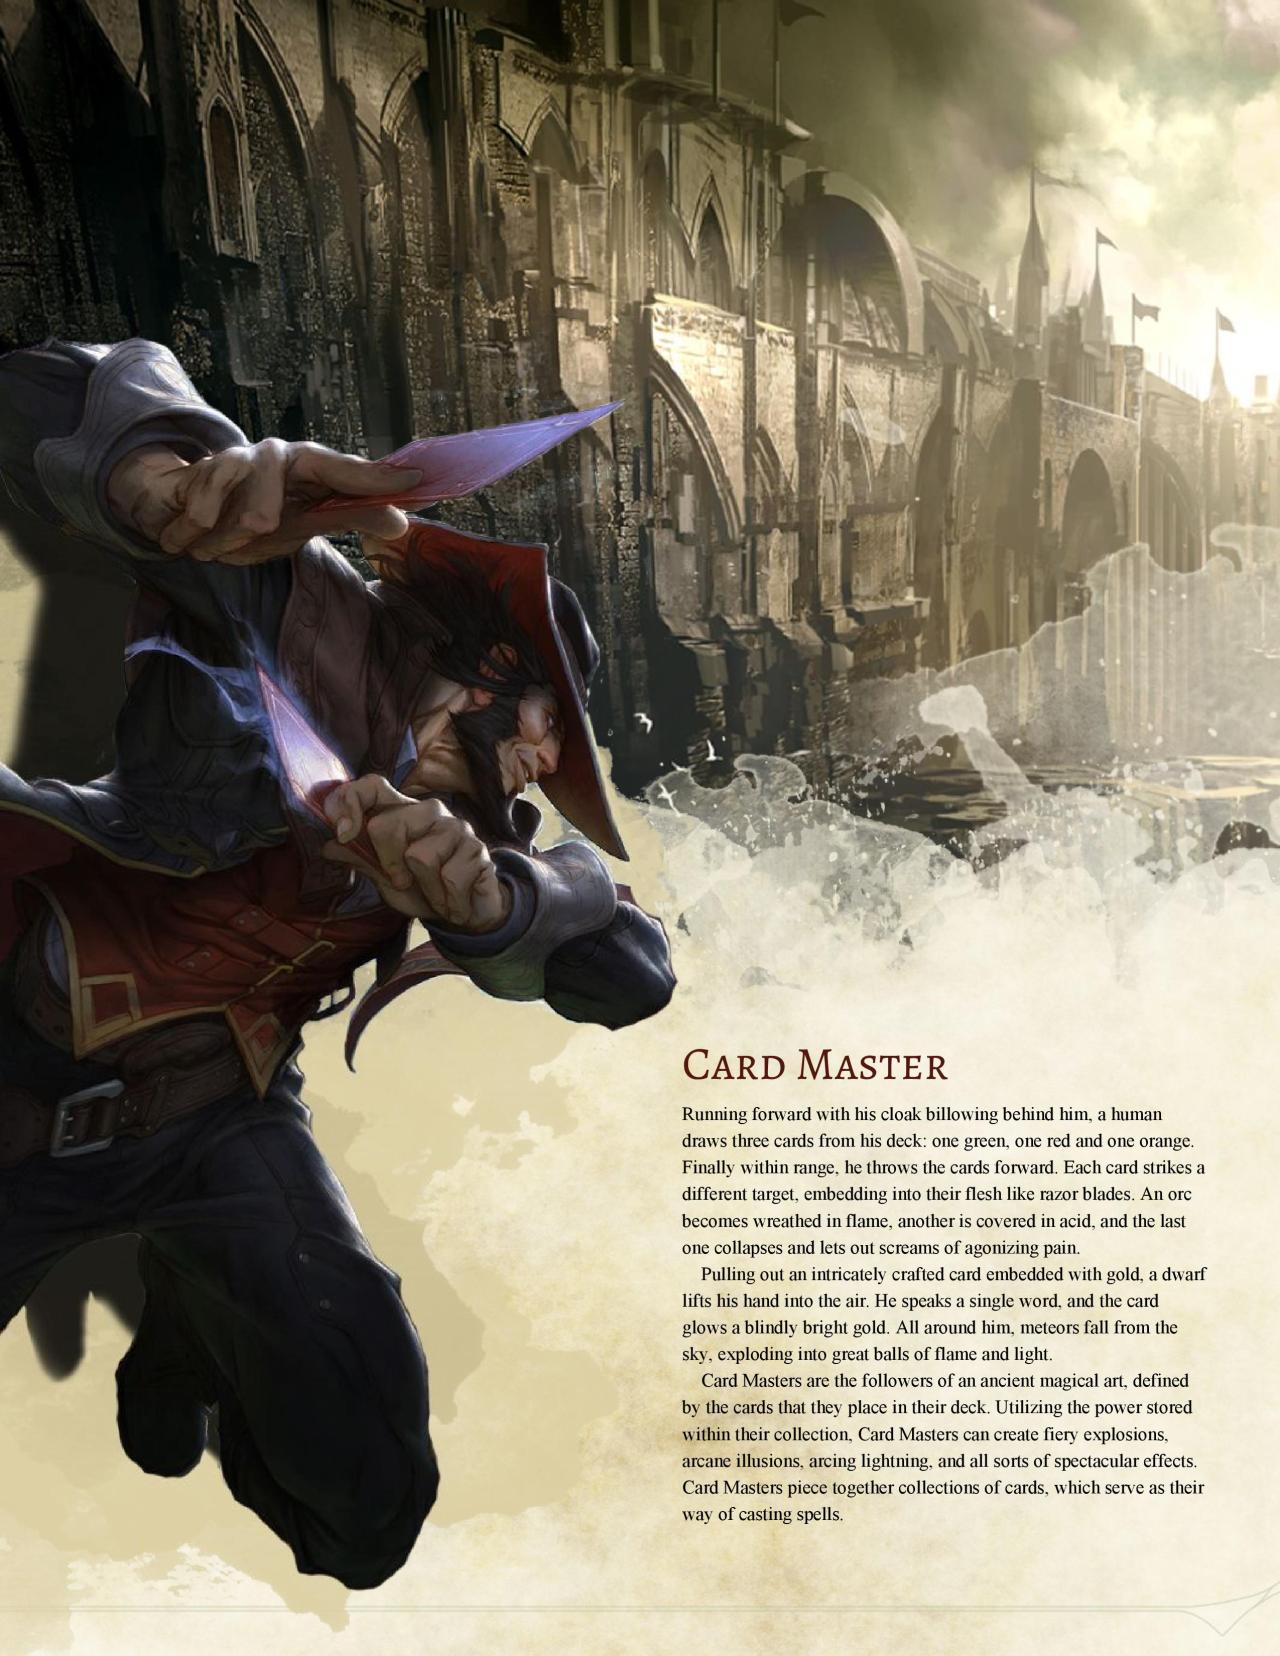 Card Master
Running forward with his cloak billowing behind him, a human
draws three cards from his deck: one green, one red and one orange.
Finally within range, he throws the cards forward. Each card strikes a
different target, embedding into their flesh like razor blades. An orc
becomes wreathed in flame, another is covered in acid, and the last
one collapses and lets out screams of agonizing pain.
Pulling out an intricately crafted card embedded with gold, a dwarf
lifts his hand into the air. He speaks a single word, and the card
glows a blindly bright gold. All around him, meteors fall from the
sky, exploding into great balls of flame and light.
Card Masters are the followers of an ancient magical art, defined
by the cards that they place in their deck. Utilizing the power stored
within their collection, Card Masters can create fiery explosions,
arcane illusions, arcing lightning, and all sorts of spectacular effects.
Card Masters piece together collections of cards, which serve as their
way of casting spells.